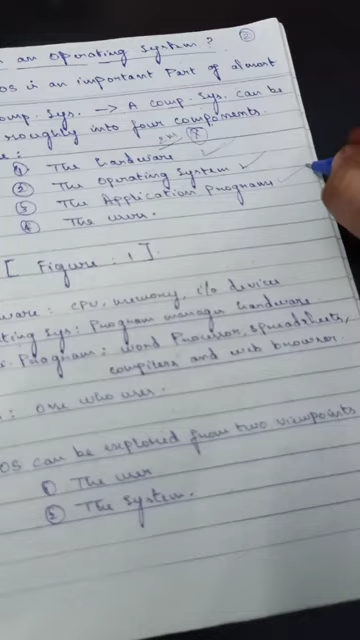 an Operating System ? ②
OS is an important Part of almost
Comp. Sys. → A comp. Sys. can be
roughly into four components
① The Hardware
② The Operating System ✓
③ The Application Programs ✓
④ The user.
[ Figure : 1 ].
ware : CPU, memory, i/o devices
ting Sys : Program manages hardware
Program : word Processor, spreadsheets,
compilers and web browser.
: one who uses.
OS can be explored from two viewpoints
① The user
② The System.